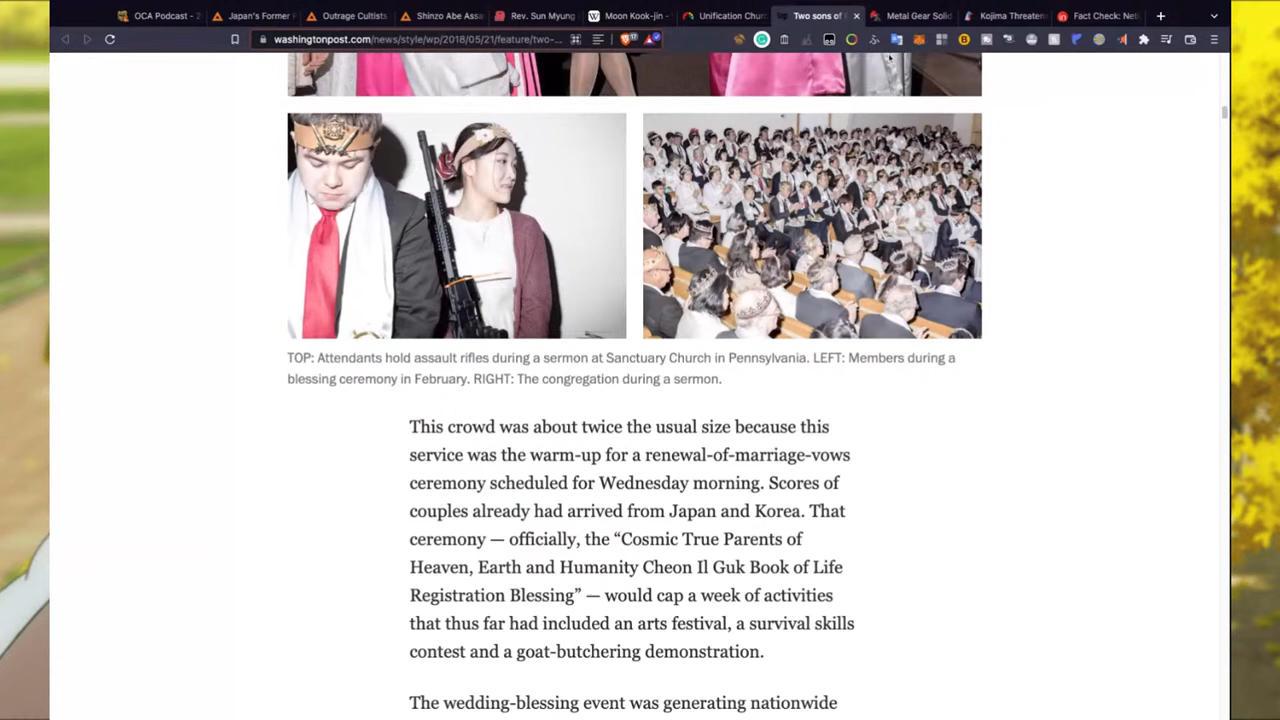 OCA Podcast - 2
Japan's Former P
Outrage Cultists
Shinzo Abe Assa
Rev. Sun Myung
Moon Kook-jin -
Unification Churc
Two sons of
Metal Gear Solid
Kojima Threaten
Fact Check: Net
washingtonpost.com/news/style/wp/2018/05/21/feature/two-...
17
TOP: Attendants hold assault rifles during a sermon at Sanctuary Church in Pennsylvania. LEFT: Members during a
blessing ceremony in February. RIGHT: The congregation during a sermon.
This crowd was about twice the usual size because this
service was the warm-up for a renewal-of-marriage-vows
ceremony scheduled for Wednesday morning. Scores of
couples already had arrived from Japan and Korea. That
ceremony — officially, the “Cosmic True Parents of
Heaven, Earth and Humanity Cheon Il Guk Book of Life
Registration Blessing” — would cap a week of activities
that thus far had included an arts festival, a survival skills
contest and a goat-butchering demonstration.
The wedding-blessing event was generating nationwide